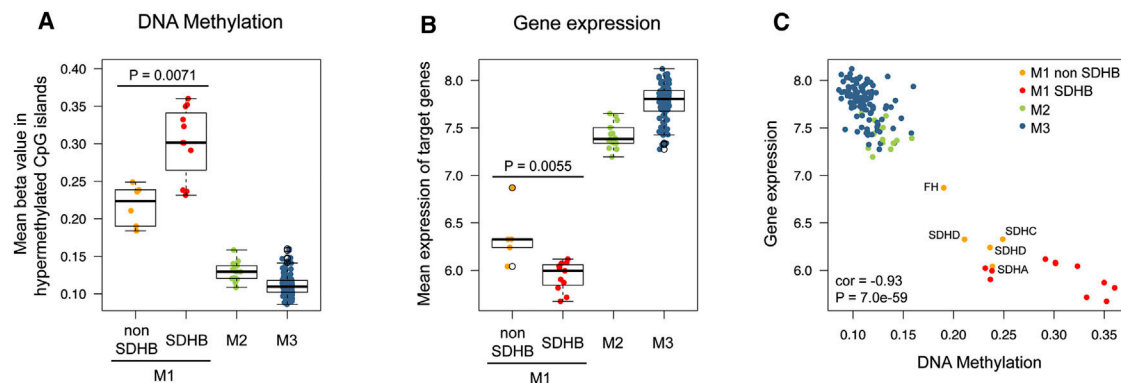 A
DNA Methylation
Mean beta value in
hypermethylated CpG islands
0.40
0.35
0.30
0.25
0.20
0.15
0.10
P = 0.0071
non
SDHB
SDHB
M2
M3
M1
B
Gene expression
Mean expression of target genes
8.0
7.5
7.0
6.5
6.0
P = 0.0055
non
SDHB
SDHB
M2
M3
M1
C
Gene expression
8.0
7.5
7.0
6.5
6.0
M1 non SDHB
M1 SDHB
M2
M3
FH
SDHD
SDHC
SDHD
SDHA
cor = -0.93
P = 7.0e-59
0.10
0.15
0.20
0.25
0.30
0.35
DNA Methylation